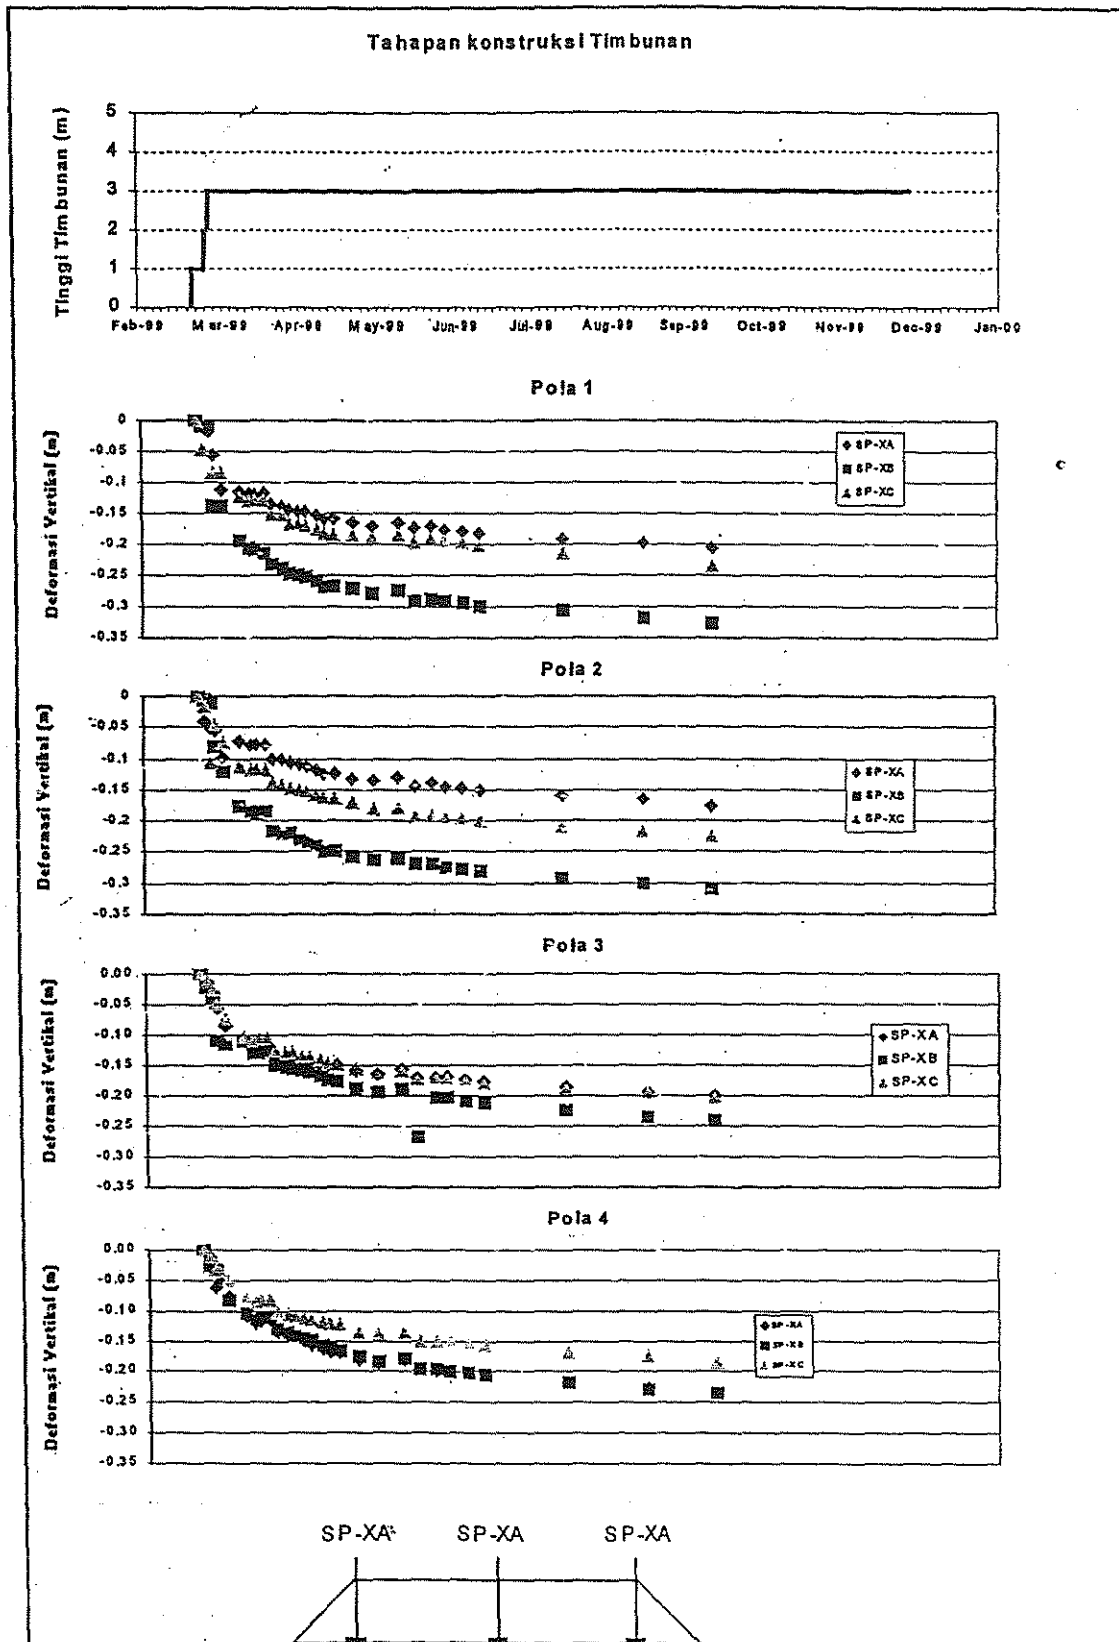 Tahapan konstruksi Timbunan
Tinggi Timbunan (m)
5
4
3
2
1
0
Feb-99 Mar-99 Apr-99 May-99 Jun-99 Jul-99 Aug-99 Sep-99 Oct-99 Nov-99 Dec-99 Jan-00
Pola 1
Deformasi Vertikal (m)
0
-0.05
-0.1
-0.15
-0.2
-0.25
-0.3
-0.35
SP-XA
SP-XB
SP-XC
Pola 2
Deformasi Vertikal (m)
0
-0.05
-0.1
-0.15
-0.2
-0.25
-0.3
-0.35
SP-XA
SP-XB
SP-XC
Pola 3
Deformasi Vertikal (m)
0.00
-0.05
-0.10
-0.15
-0.20
-0.25
-0.30
-0.35
SP-XA
SP-XB
SP-XC
Pola 4
Deformasi Vertikal (m)
0.00
-0.05
-0.10
-0.15
-0.20
-0.25
-0.30
-0.35
SP-XA
SP-XB
SP-XC
SP-XA SP-XA SP-XA